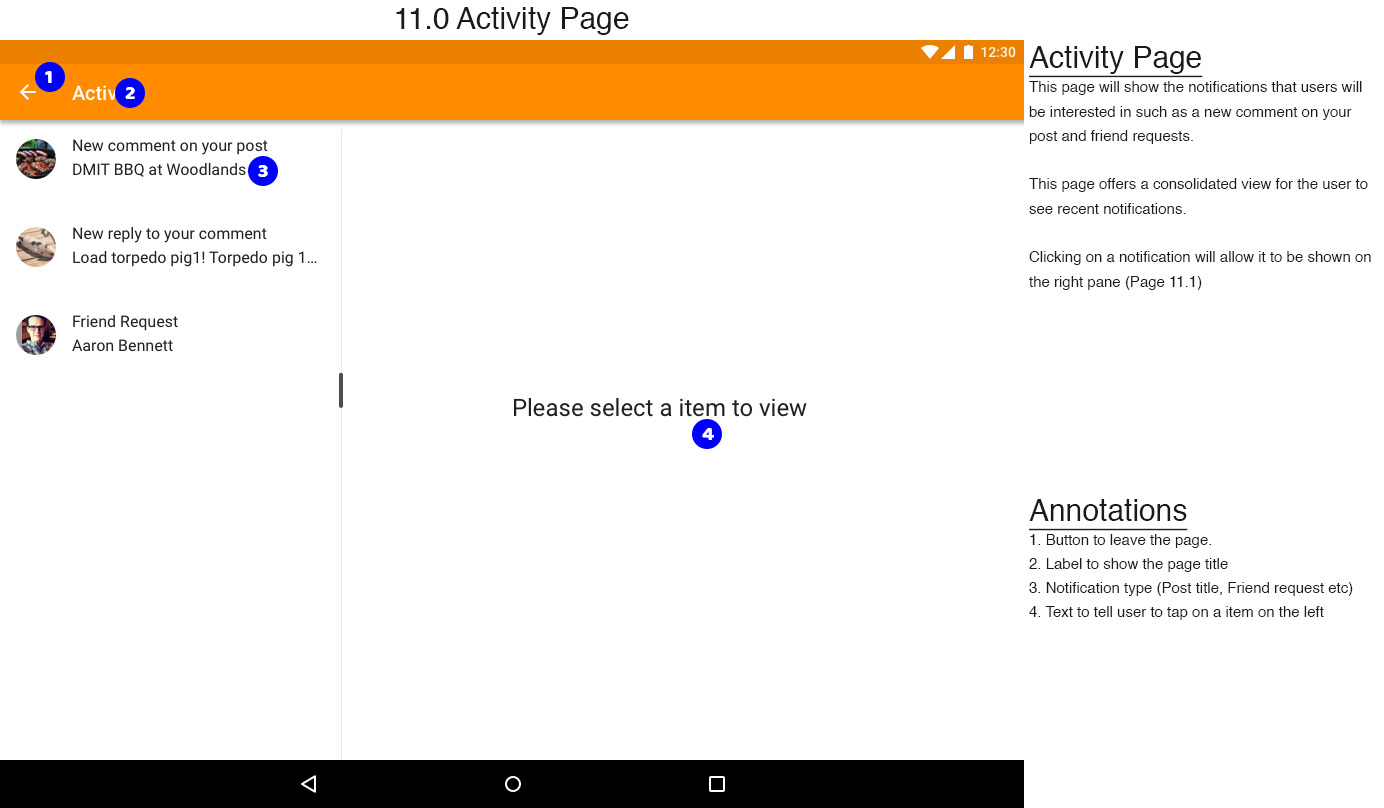 11.0 Activity Page
12:30
1
Activ
2
New comment on your post
DMIT BBQ at Woodlands
3
New reply to your comment
Load torpedo pig1! Torpedo pig 1...
Friend Request
Aaron Bennett
Please select a item to view
4
Activity Page
This page will show the notifications that users will
be interested in such as a new comment on your
post and friend requests.
This page offers a consolidated view for the user to
see recent notifications.
Clicking on a notification will allow it to be shown on
the right pane (Page 11.1)
Annotations
1. Button to leave the page.
2. Label to show the page title
3. Notification type (Post title, Friend request etc)
4. Text to tell user to tap on a item on the left